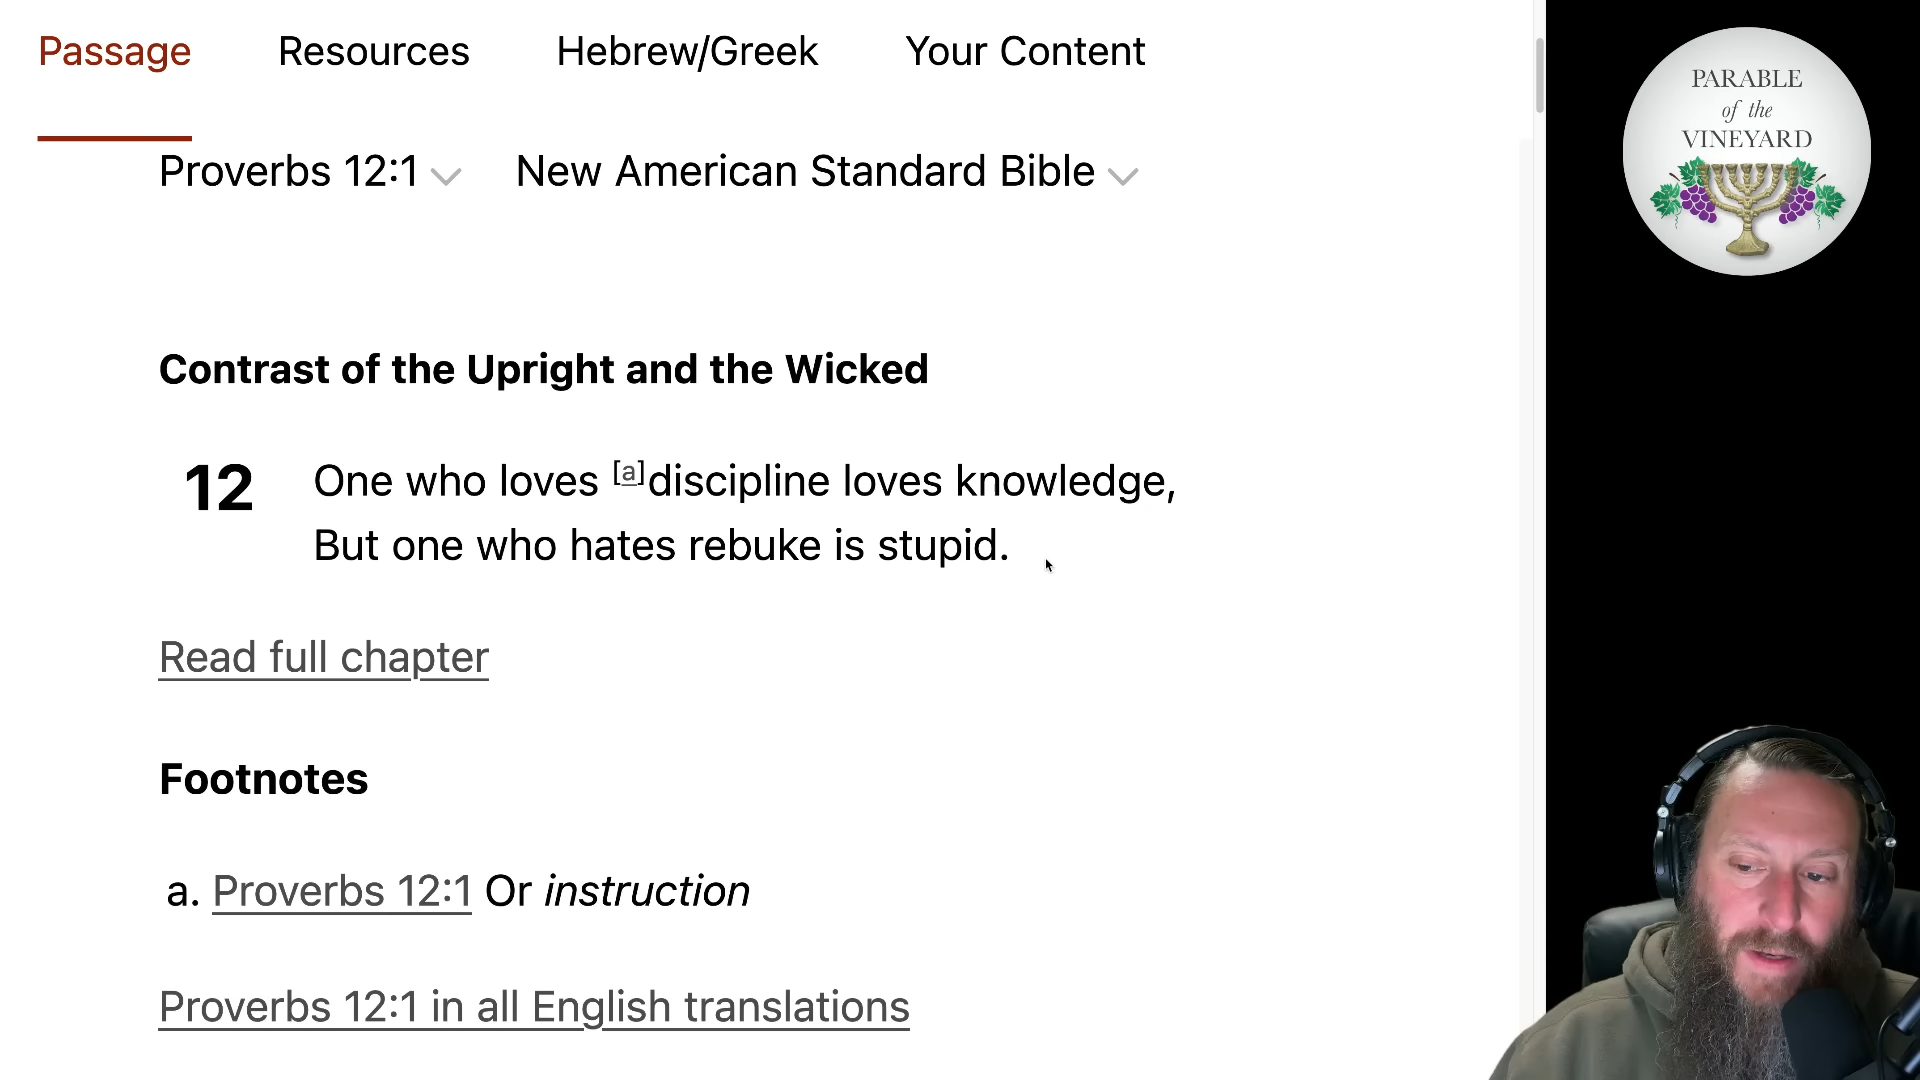 Passage
Resources
Hebrew/Greek
Your Content
Proverbs 12:1
New American Standard Bible
PARABLE
of the
VINEYARD
Contrast of the Upright and the Wicked
12 One who loves [a]discipline loves knowledge,
But one who hates rebuke is stupid.
Read full chapter
Footnotes
a. Proverbs 12:1 Or instruction
Proverbs 12:1 in all English translations